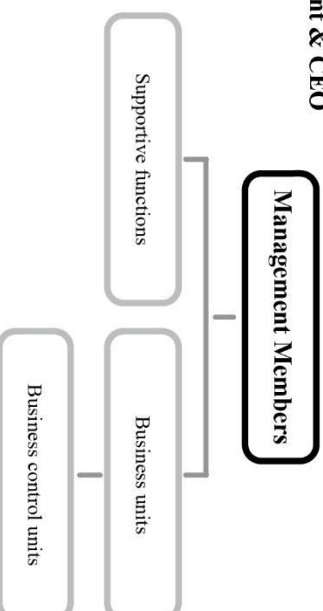 nt & CEO
Management Members
Supportive functions
Business units
Business control units